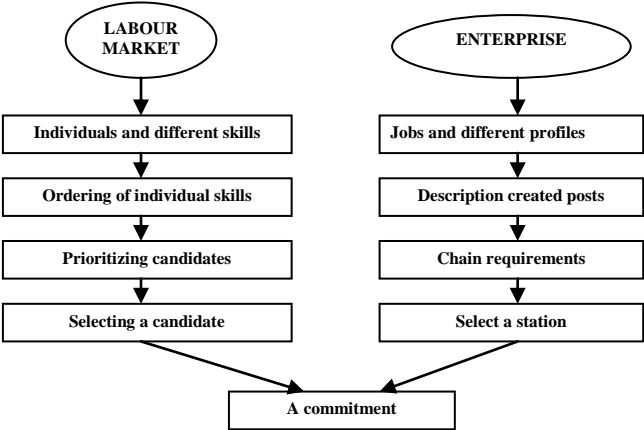 LABOUR
MARKET
Individuals and different skills
Ordering of individual skills
Prioritizing candidates
Selecting a candidate
ENTERPRISE
Jobs and different profiles
Description created posts
Chain requirements
Select a station
A commitment